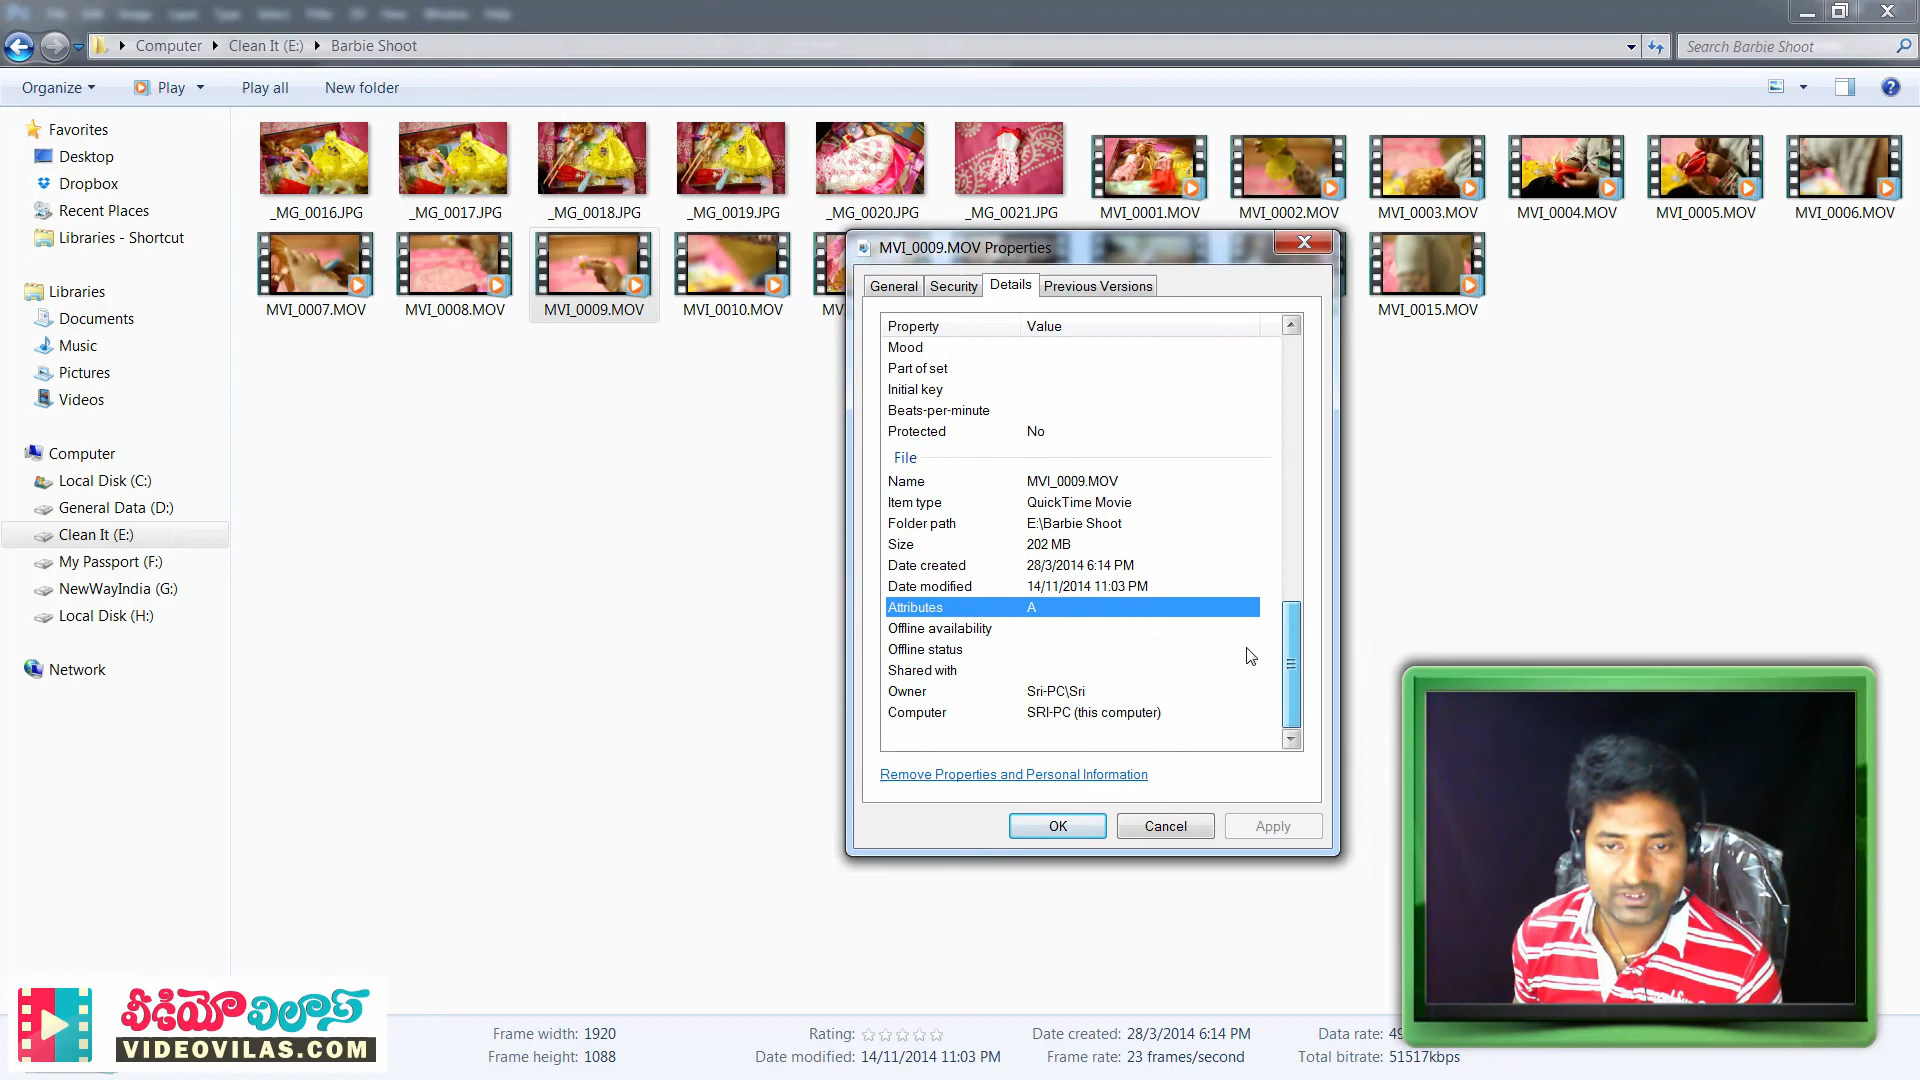 Computer Clean It (E:) Barbie Shoot
Search Barbie Shoot
Organize Play Play all New folder
Favorites
Desktop
Dropbox
Recent Places
Libraries - Shortcut
Libraries
Documents
Music
Pictures
Videos
Computer
Local Disk (C:)
General Data (D:)
Clean It (E:)
My Passport (F:)
NewWayIndia (G:)
Local Disk (H:)
Network
_MG_0016.JPG _MG_0017.JPG _MG_0018.JPG _MG_0019.JPG _MG_0020.JPG _MG_0021.JPG MVI_0001.MOV MVI_0002.MOV MVI_0003.MOV MVI_0004.MOV MVI_0005.MOV MVI_0006.MOV
MVI_0007.MOV MVI_0008.MOV MVI_0009.MOV MVI_0010.MOV MVI_0015.MOV
MVI_0009.MOV Properties
General Security Details Previous Versions
Property Value
Mood
Part of set
Initial key
Beats-per-minute
Protected No
File
Name MVI_0009.MOV
Item type QuickTime Movie
Folder path E:\Barbie Shoot
Size 202 MB
Date created 28/3/2014 6:14 PM
Date modified 14/11/2014 11:03 PM
Attributes A
Offline availability
Offline status
Shared with
Owner Sri-PC\Sri
Computer SRI-PC (this computer)
Remove Properties and Personal Information
OK Cancel Apply
వీడియోవిలాస్
VIDEOVILAS.COM
Frame width: 1920 Rating: Date created: 28/3/2014 6:14 PM Data rate:
Frame height: 1088 Date modified: 14/11/2014 11:03 PM Frame rate: 23 frames/second Total bitrate: 51517kbps